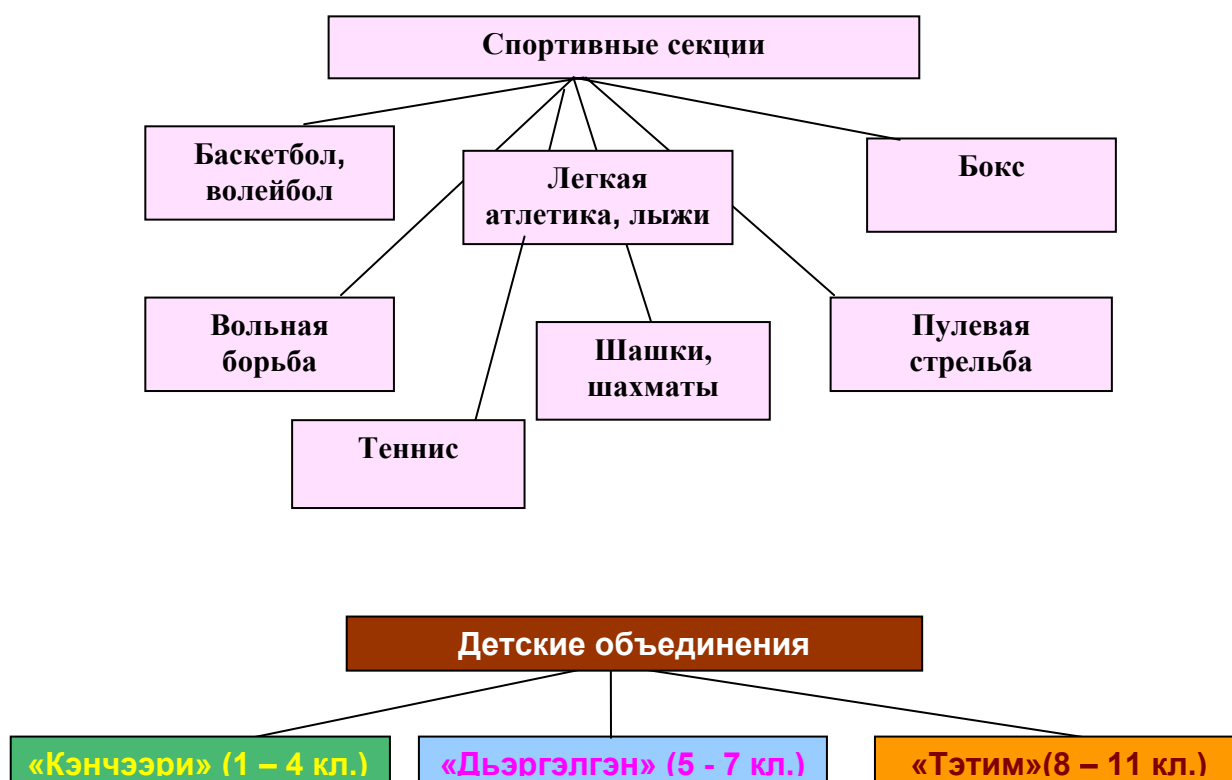 Спортивные секции
Баскетбол,
волейбол
Легкая
атлетика, лыжи
Бокс
Вольная
борьба
Шашки,
шахматы
Пулевая
стрельба
Теннис
Детские объединения
«Кэнчээри» (1 – 4 кл.)
«Дьэргэлгэн» (5 - 7 кл.)
«Тэтим»(8 – 11 кл.)